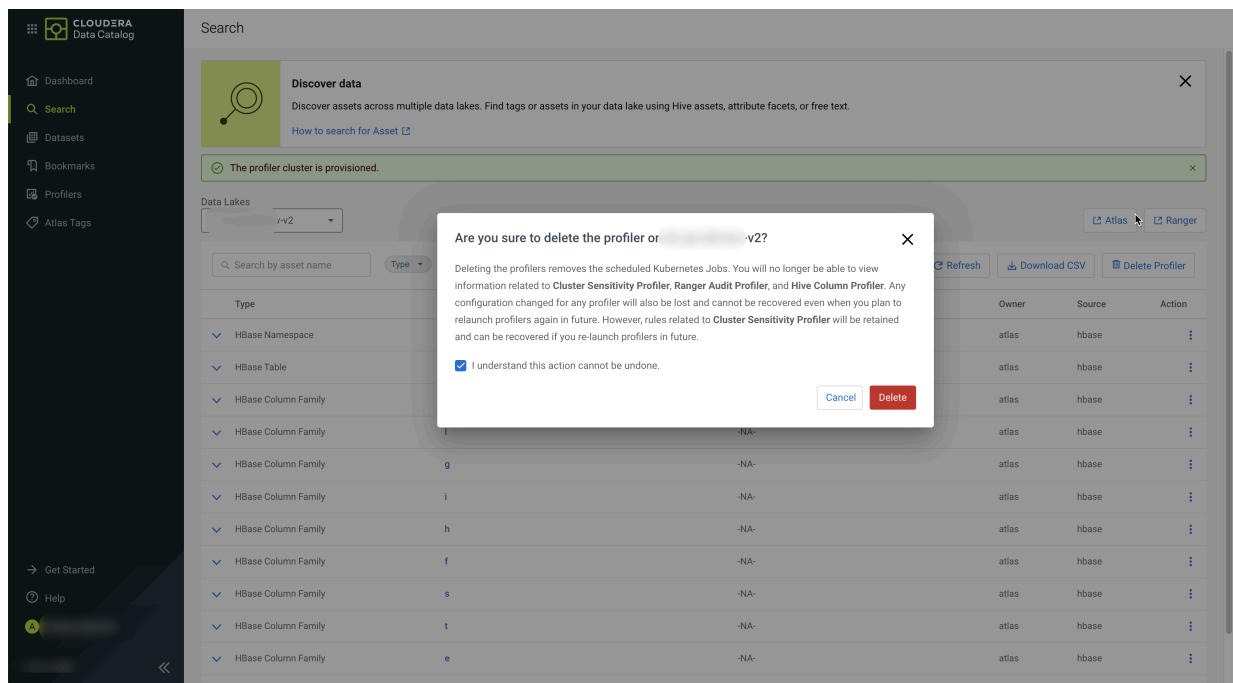 CLOUDERA
Data Catalog
Dashboard
Search
Datasets
Bookmarks
Profilers
Atlas Tags
Get Started
Help
A
Search
Discover data
Discover assets across multiple data lakes. Find tags or assets in your data lake using Hive assets, attribute facets, or free text.
How to search for Asset
The profiler cluster is provisioned.
Data Lakes
-v2
Atlas
Ranger
Search by asset name
Type
Refresh
Download CSV
Delete Profiler
Type Owner Source Action
HBase Namespace atlas hbase
HBase Table atlas hbase
HBase Column Family atlas hbase
HBase Column Family -NA- atlas hbase
HBase Column Family g -NA- atlas hbase
HBase Column Family i -NA- atlas hbase
HBase Column Family h -NA- atlas hbase
HBase Column Family f -NA- atlas hbase
HBase Column Family s -NA- atlas hbase
HBase Column Family t -NA- atlas hbase
HBase Column Family e -NA- atlas hbase
Are you sure to delete the profiler on -v2?
Deleting the profilers removes the scheduled Kubernetes Jobs. You will no longer be able to view
information related to Cluster Sensitivity Profiler, Ranger Audit Profiler, and Hive Column Profiler. Any
configuration changed for any profiler will also be lost and cannot be recovered even when you plan to
relaunch profilers again in future. However, rules related to Cluster Sensitivity Profiler will be retained
and can be recovered if you re-launch profilers in future.
I understand this action cannot be undone.
Cancel
Delete